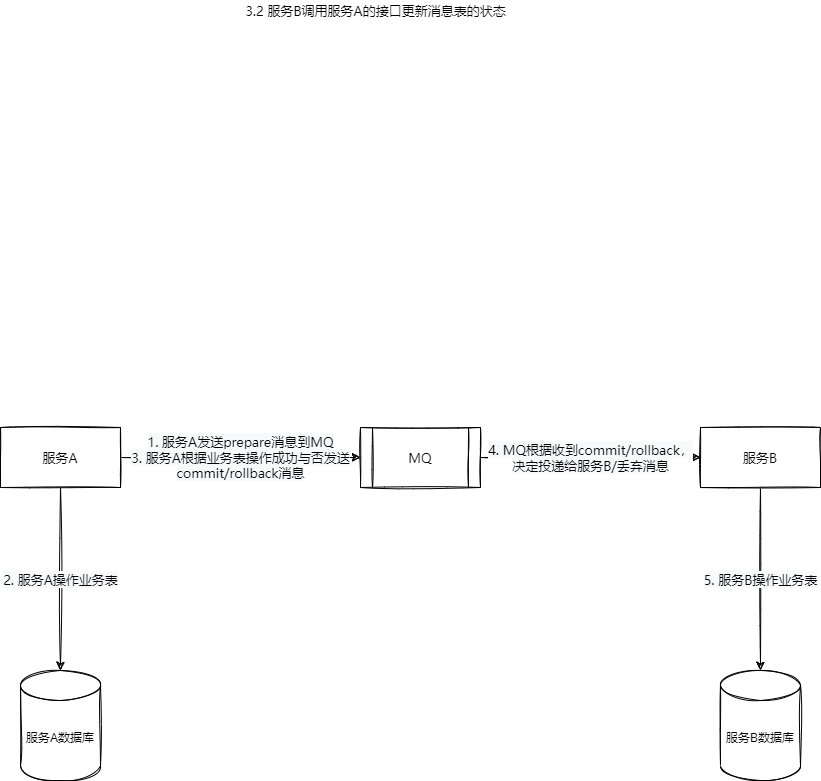 3.2 服务B调用服务A的接口更新消息表的状态
服务A
1. 服务A发送prepare消息到MQ
3. 服务A根据业务表操作成功与否发送
commit/rollback消息
MQ
4. MQ根据收到commit/rollback，
决定投递给服务B/丢弃消息
服务B
2. 服务A操作业务表
5. 服务B操作业务表
服务A数据库
服务B数据库